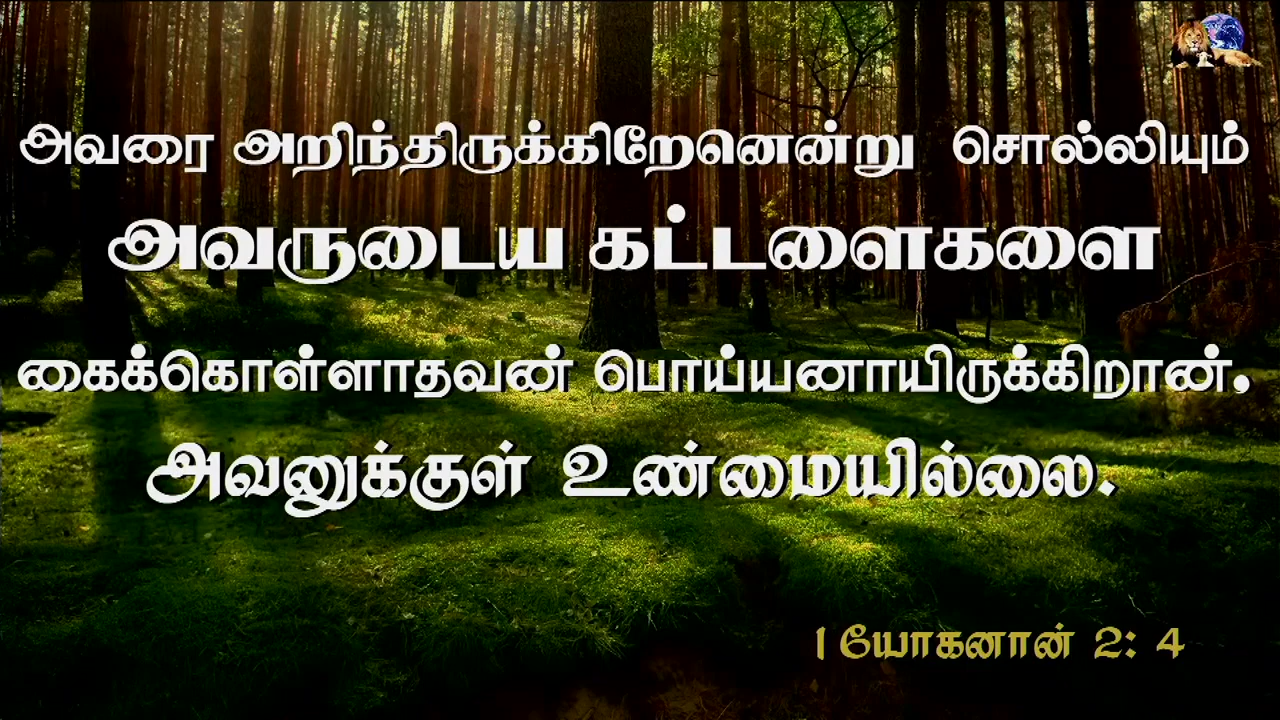 அவரை அறிந்திருக்கிறேனென்று சொல்லியும்
அவருடைய கட்டளைகளை
கைக்கொள்ளாதவன் பொய்யனாயிருக்கிறான்.
அவனுக்குள் உண்மையில்லை.
1 யோகனான் 2: 4